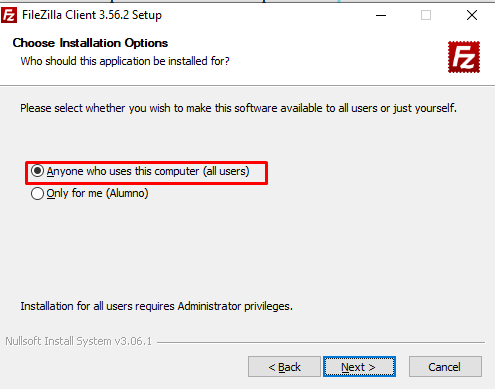 FileZilla Client 3.56.2 Setup
Choose Installation Options
Who should this application be installed for?
Fz
Please select whether you wish to make this software available to all users or just yourself.
Anyone who uses this computer (all users)
Only for me (Alumno)
Installation for all users requires Administrator privileges.
Nullsoft Install System v3.06.1
< Back
Next >
Cancel